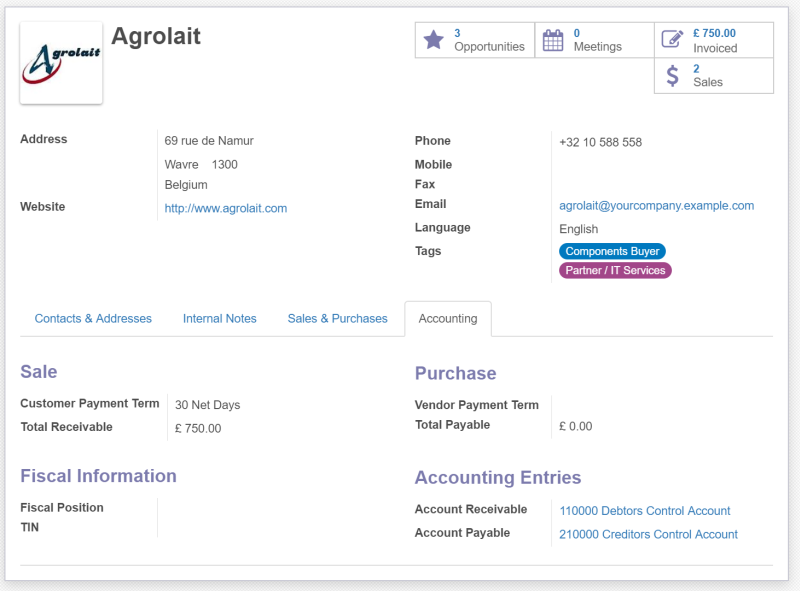 Agrolait
Agrolait
3
Opportunities
0
Meetings
£ 750.00
Invoiced
2
Sales
Address
69 rue de Namur
Wavre 1300
Belgium
Website
http://www.agrolait.com
Phone
+32 10 588 558
Mobile
Fax
Email
agrolait@yourcompany.example.com
Language
English
Tags
Components Buyer
Partner / IT Services
Contacts & Addresses
Internal Notes
Sales & Purchases
Accounting
Sale
Customer Payment Term
30 Net Days
Total Receivable
£ 750.00
Purchase
Vendor Payment Term
Total Payable
£ 0.00
Fiscal Information
Fiscal Position
TIN
Accounting Entries
Account Receivable
110000 Debtors Control Account
Account Payable
210000 Creditors Control Account